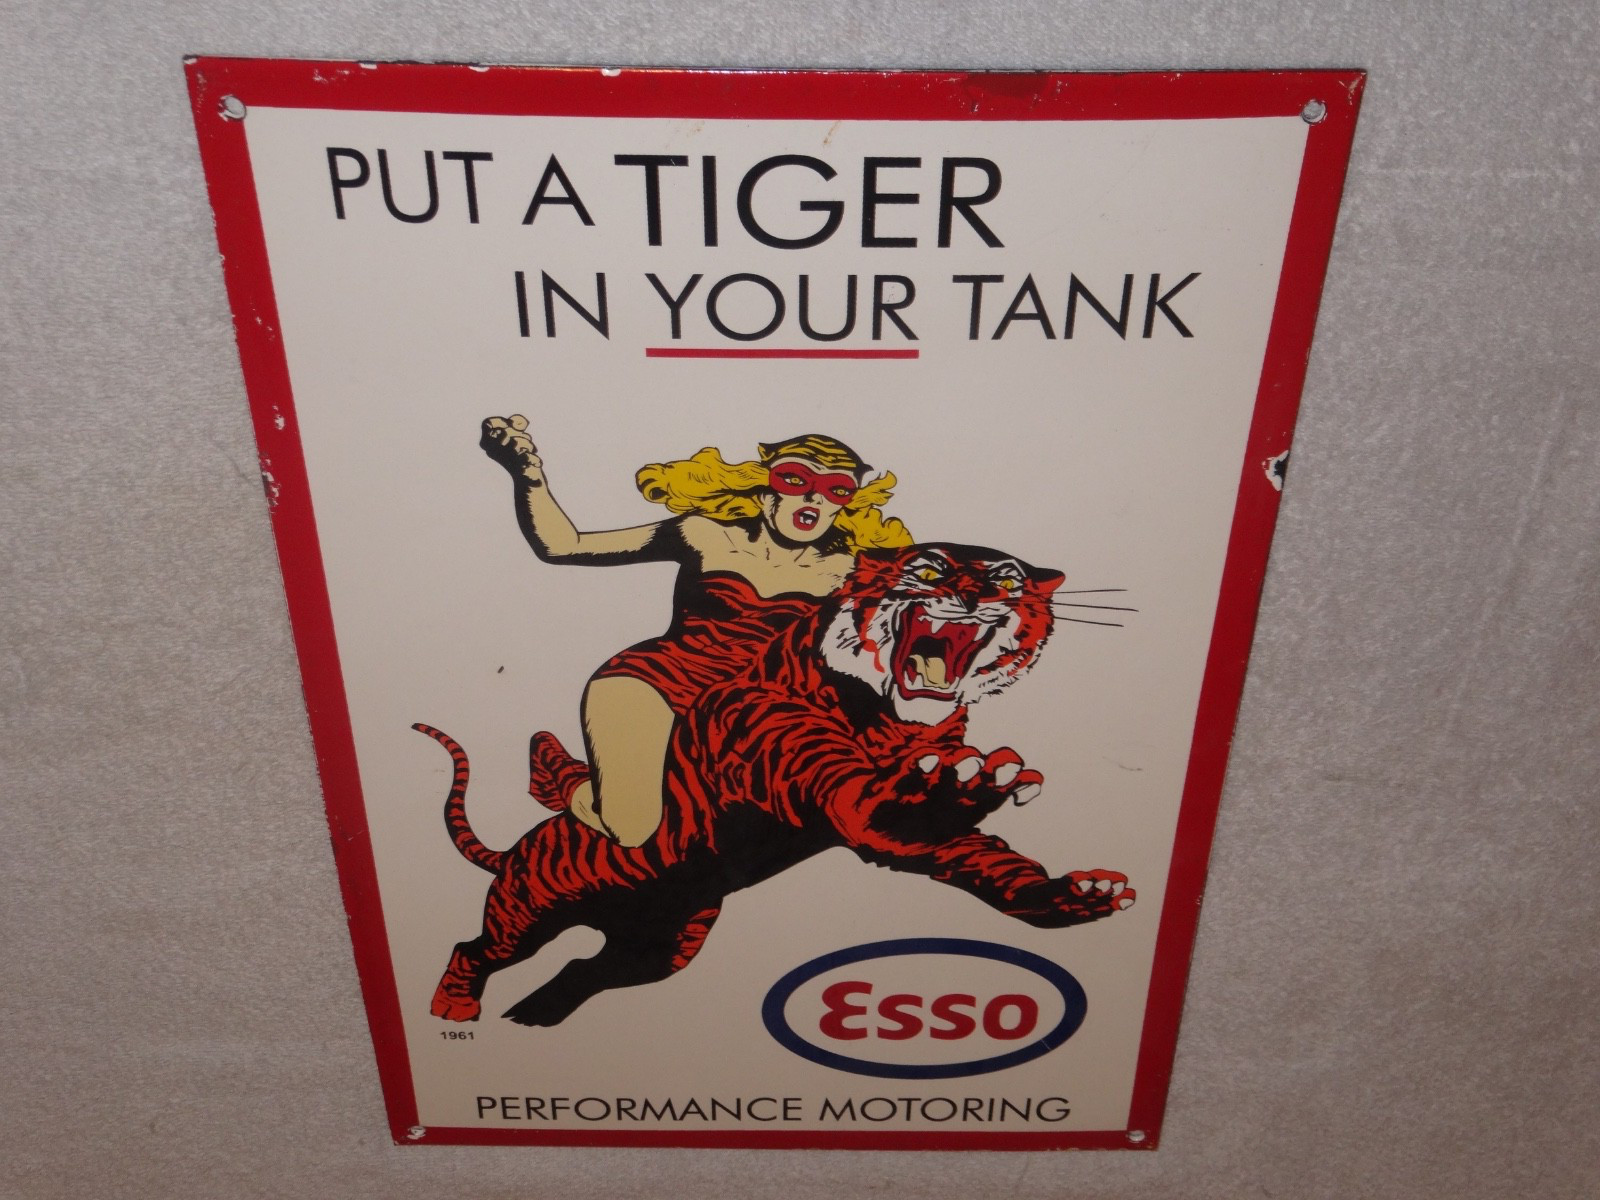 PUT A TIGER
IN YOUR TANK
1961
Esso
PERFORMANCE MOTORING